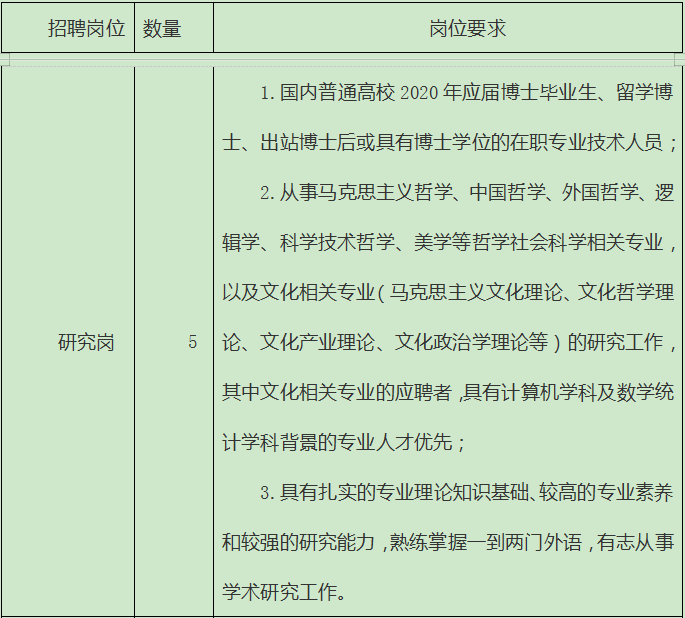 招聘岗位 数量 岗位要求
1.国内普通高校2020年应届博士毕业生、留学博
士、出站博士后或具有博士学位的在职专业技术人员；
2.从事马克思主义哲学、中国哲学、外国哲学、逻
辑学、科学技术哲学、美学等哲学社会科学相关专业，
以及文化相关专业（马克思主义文化理论、文化哲学理
研究岗 5 论、文化产业理论、文化政治学理论等）的研究工作，
其中文化相关专业的应聘者，具有计算机学科及数学统
计学科背景的专业人才优先；
3.具有扎实的专业理论知识基础、较高的专业素养
和较强的研究能力，熟练掌握一到两门外语，有志从事
学术研究工作。